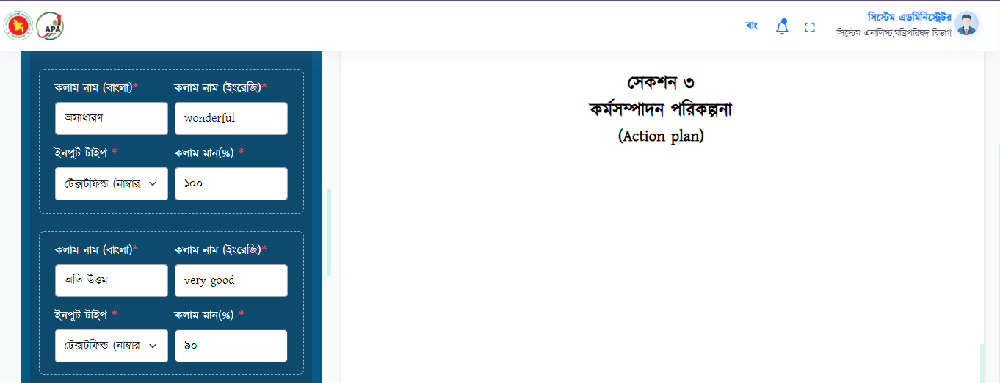 APA
বাং
সিস্টেম এডমিনিস্ট্রেটর
সিস্টেম এনালিস্ট,মন্ত্রিপরিষদ বিভাগ
কলাম নাম (বাংলা)* কলাম নাম (ইংরেজি)*
অসাধারণ wonderful
ইনপুট টাইপ * কলাম মান(%) *
টেক্সটফিল্ড (নাম্বার ১০০
কলাম নাম (বাংলা)* কলাম নাম (ইংরেজি)*
অতি উত্তম very good
ইনপুট টাইপ * কলাম মান(%) *
টেক্সটফিল্ড (নাম্বার ৯০
সেকশন ৩
কর্মসম্পাদন পরিকল্পনা
(Action plan)